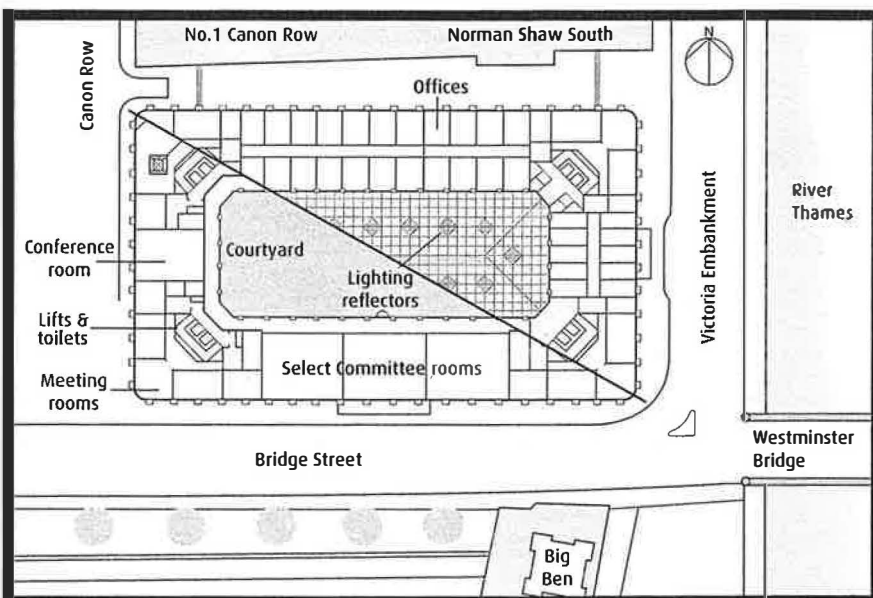 No.1 Canon Row
Norman Shaw South
N
Canon Row
Offices
Victoria Embankment
River
Thames
Conference
room
Courtyard
Lighting
reflectors
Lifts &
toilets
Select Committee rooms
Meeting
rooms
Bridge Street
Westminster
Bridge
Big
Ben